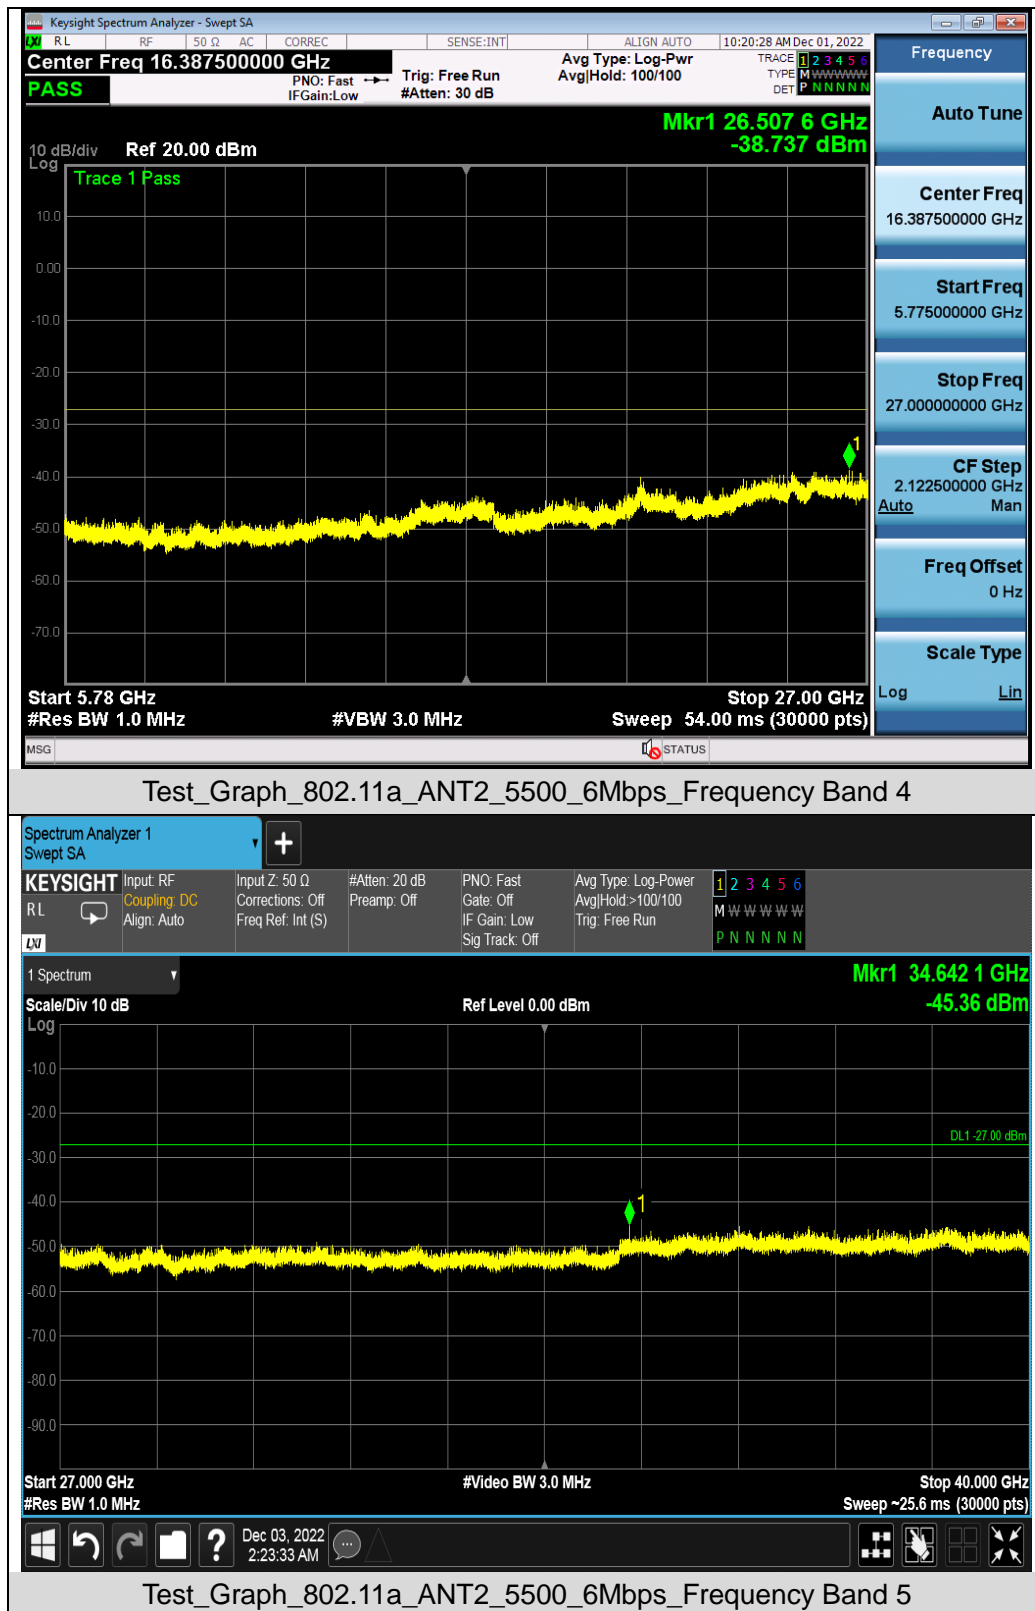 Keysight Spectrum Analyzer - Swept SA
LXI RL RF 50 Ω AC CORREC SENSE:INT ALIGN AUTO 10:20:28 AM Dec 01, 2022
Center Freq 16.387500000 GHz
PNO: Fast
IFGain:Low
Trig: Free Run
#Atten: 30 dB
Avg Type: Log-Pwr
Avg|Hold: 100/100
TRACE 1 2 3 4 5 6
TYPE M W W W W W
DET P N N N N N
PASS
Mkr1 26.507 6 GHz
-38.737 dBm
10 dB/div Ref 20.00 dBm
Log
Trace 1 Pass
10.0
0.00
-10.0
-20.0
-30.0
1
-40.0
-50.0
-60.0
-70.0
Start 5.78 GHz Stop 27.00 GHz
#Res BW 1.0 MHz #VBW 3.0 MHz Sweep 54.00 ms (30000 pts)
MSG STATUS
Frequency
Auto Tune
Center Freq
16.387500000 GHz
Start Freq
5.775000000 GHz
Stop Freq
27.000000000 GHz
CF Step
2.122500000 GHz
Auto Man
Freq Offset
0 Hz
Scale Type
Log Lin
Test_Graph_802.11a_ANT2_5500_6Mbps_Frequency Band 4
Spectrum Analyzer 1
Swept SA
+
KEYSIGHT
RL
LXI
Input: RF
Coupling: DC
Align: Auto
Input Z: 50 Ω
Corrections: Off
Freq Ref: Int (S)
#Atten: 20 dB
Preamp: Off
PNO: Fast
Gate: Off
IF Gain: Low
Sig Track: Off
Avg Type: Log-Power
Avg|Hold:>100/100
Trig: Free Run
1 2 3 4 5 6
M W W W W W
P N N N N N
1 Spectrum
Mkr1 34.642 1 GHz
Scale/Div 10 dB Ref Level 0.00 dBm -45.36 dBm
Log
-10.0
-20.0
DL1 -27.00 dBm
-30.0
-40.0
1
-50.0
-60.0
-70.0
-80.0
-90.0
Start 27.000 GHz #Video BW 3.0 MHz Stop 40.000 GHz
#Res BW 1.0 MHz Sweep ~25.6 ms (30000 pts)
?
Dec 03, 2022
2:23:33 AM
Test_Graph_802.11a_ANT2_5500_6Mbps_Frequency Band 5